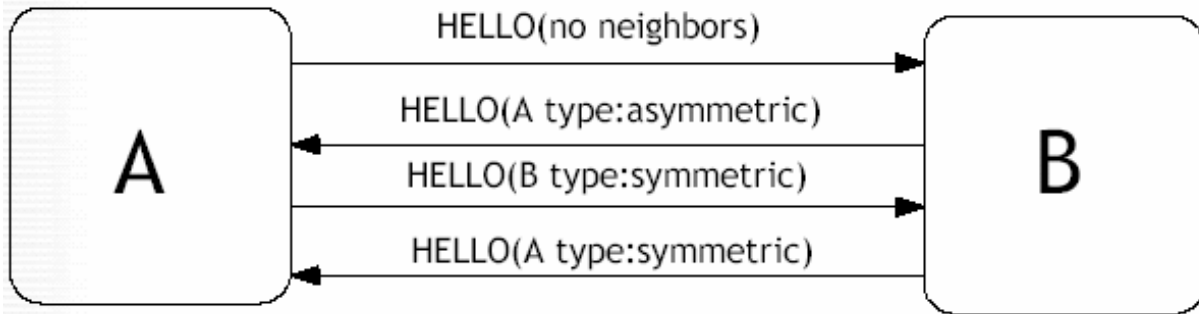 HELLO(no neighbors)
HELLO(A type:asymmetric)
A
B
HELLO(B type:symmetric)
HELLO(A type:symmetric)